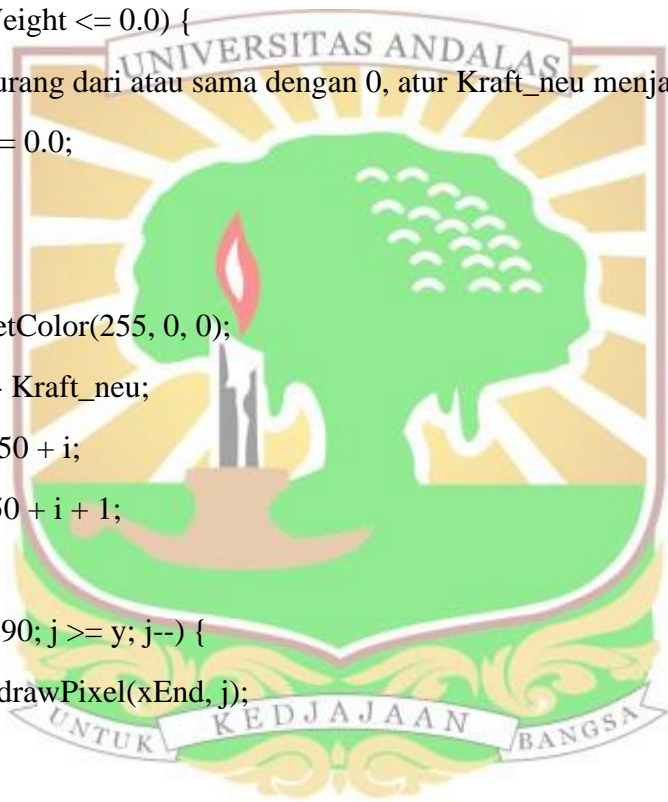 eight <= 0.0) {
UNIVERSITAS ANDALAS
urang dari atau sama dengan 0, atur Kraft_neu menja
= 0.0;
etColor(255, 0, 0);
- Kraft_neu;
50 + i;
50 + i + 1;
90; j >= y; j--) {
drawPixel(xEnd, j);
UNTUK KEDJAJAAN BANGSA